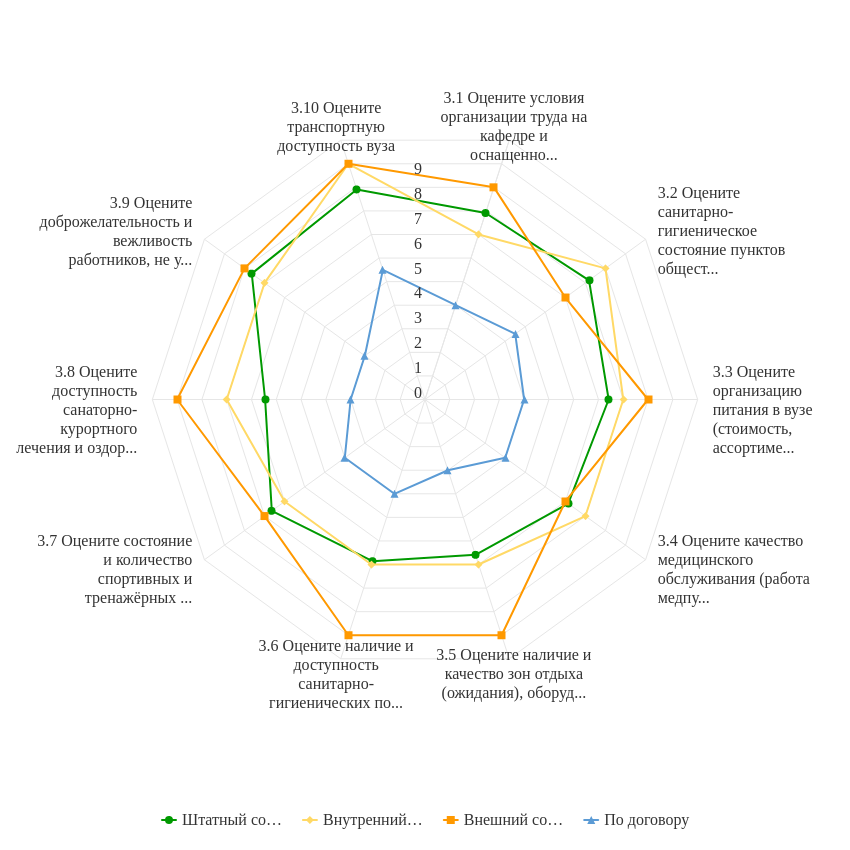 3.10 Оцените
транспортную
доступность вуза
3.1 Оцените условия
организации труда на
кафедре и
оснащенно...
3.2 Оцените
санитарно-
гигиеническое
состояние пунктов
общест...
3.3 Оцените
организацию
питания в вузе
(стоимость,
ассортиме...
3.4 Оцените качество
медицинского
обслуживания (работа
медпу...
3.5 Оцените наличие и
качество зон отдыха
(ожидания), оборуд...
3.6 Оцените наличие и
доступность
санитарно-
гигиенических по...
3.7 Оцените состояние
и количество
спортивных и
тренажёрных ...
3.8 Оцените
доступность
санаторно-
курортного
лечения и оздор...
3.9 Оцените
доброжелательность и
вежливость
работников, не у...
9
8
7
6
5
4
3
2
1
0
Штатный со…
Внутренний…
Внешний со…
По договору